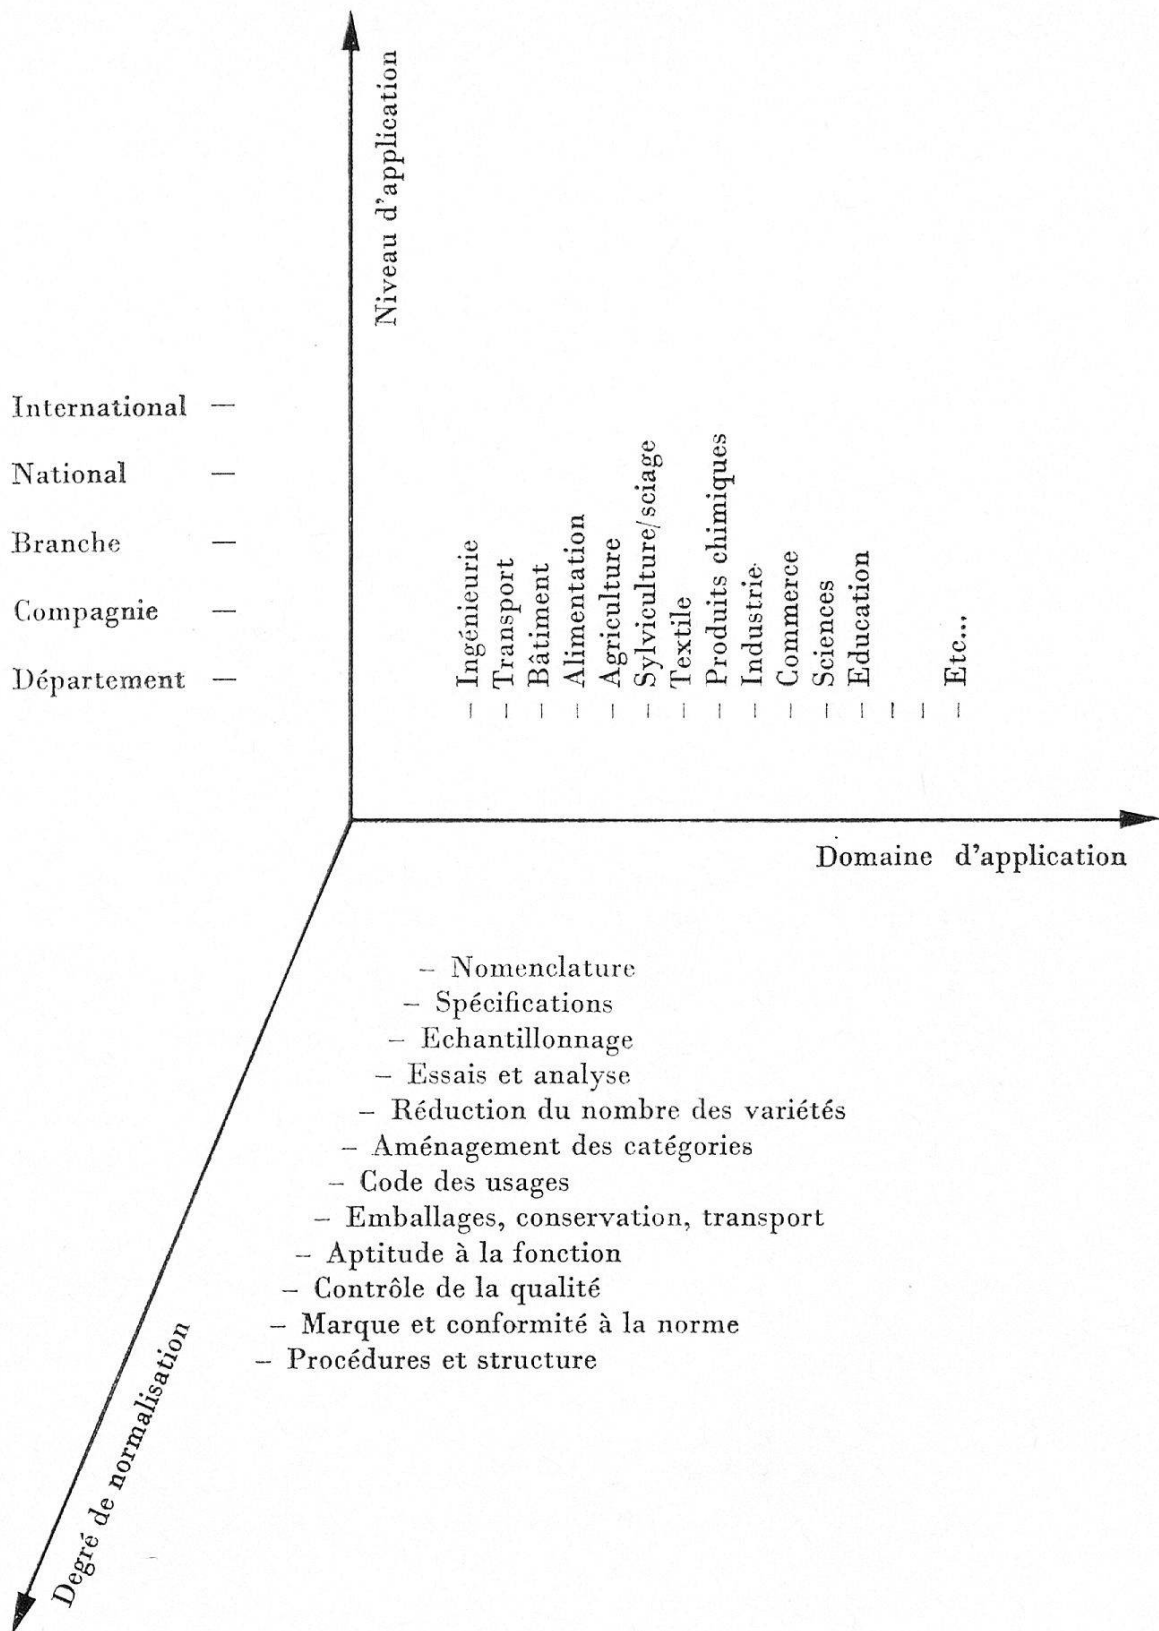 Niveau d'application
International —
National —
Branche —
Compagnie —
Département —
– Ingénieurie
– Transport
– Bâtiment
– Alimentation
– Agriculture
– Sylviculture/sciage
– Textile
– Produits chimiques
– Industrie
– Commerce
– Sciences
– Education
–
–
– Etc...
Domaine d'application
– Nomenclature
– Spécifications
– Echantillonnage
– Essais et analyse
– Réduction du nombre des variétés
– Aménagement des catégories
– Code des usages
– Emballages, conservation, transport
– Aptitude à la fonction
– Contrôle de la qualité
– Marque et conformité à la norme
– Procédures et structure
Degré de normalisation